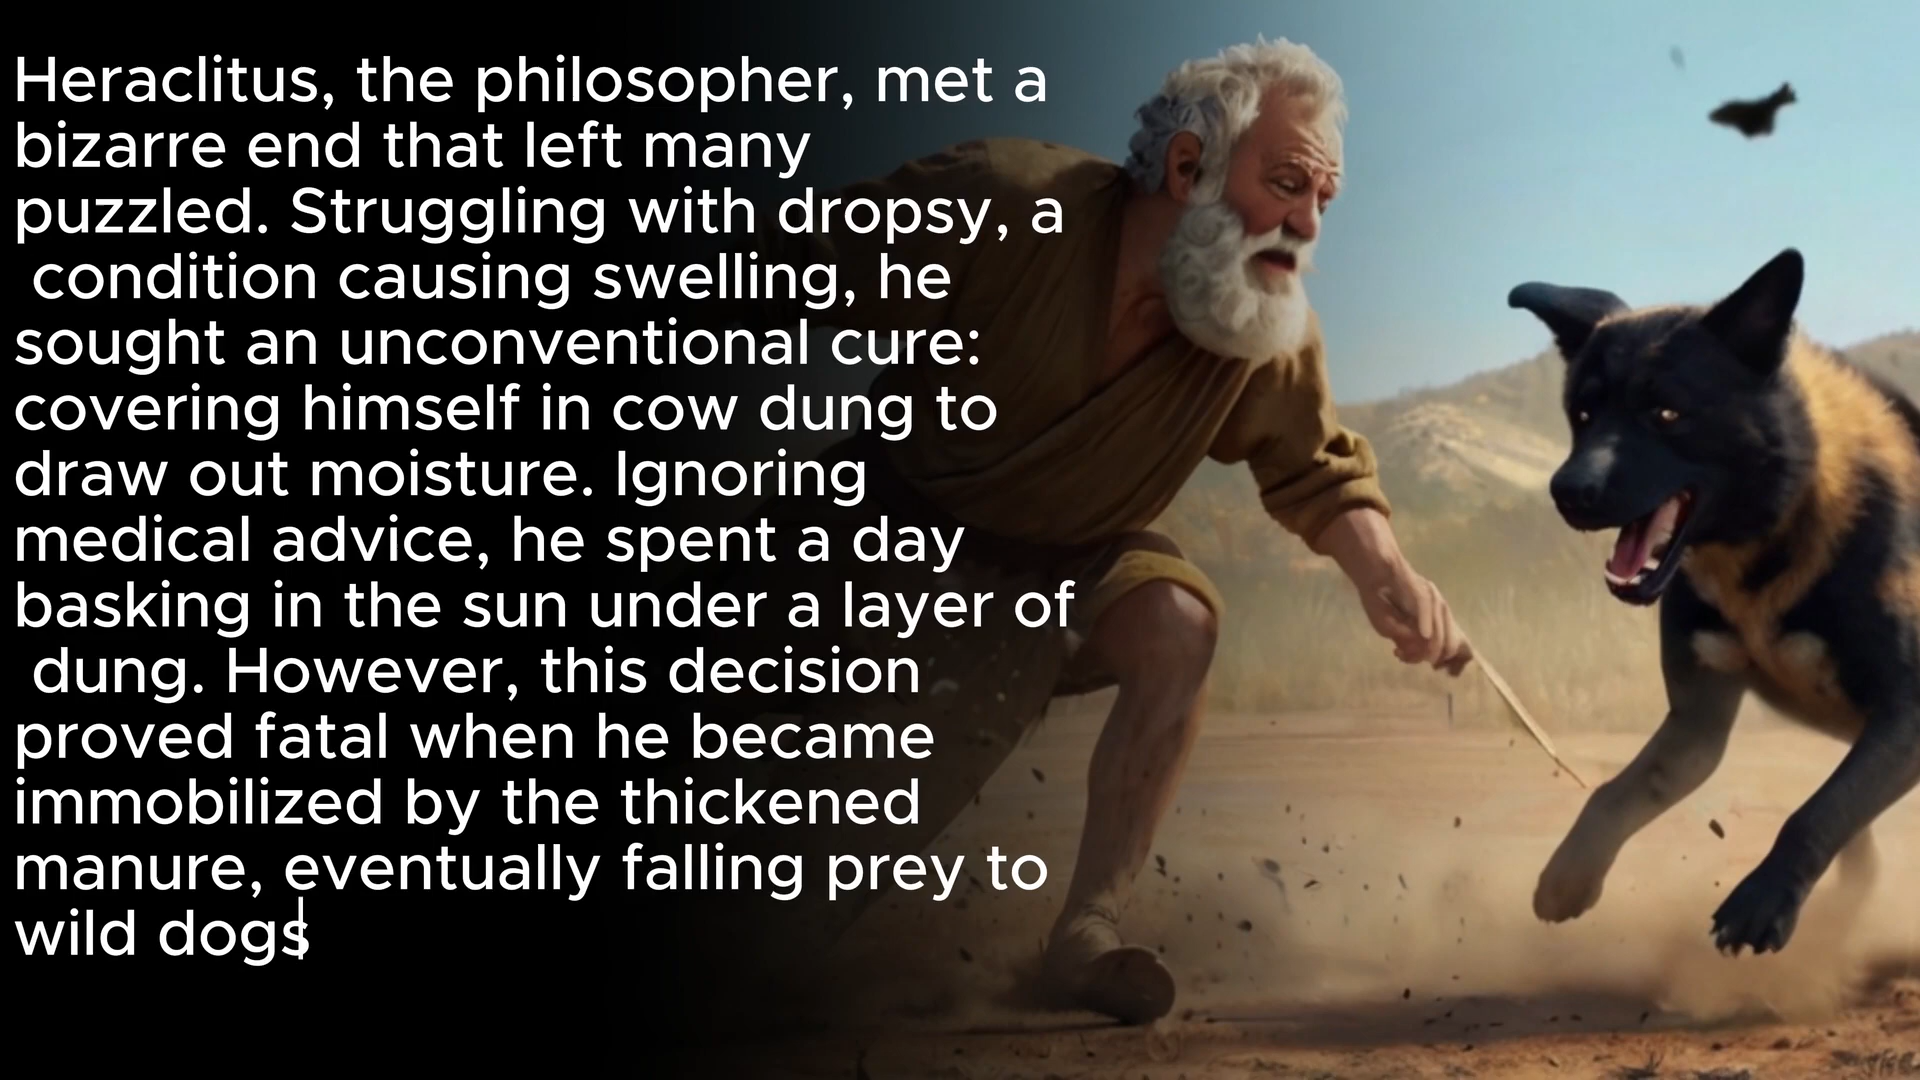 Heraclitus, the philosopher, met a
bizarre end that left many
puzzled. Struggling with dropsy, a
condition causing swelling, he
sought an unconventional cure:
covering himself in cow dung to
draw out moisture. Ignoring
medical advice, he spent a day
basking in the sun under a layer of
dung. However, this decision
proved fatal when he became
immobilized by the thickened
manure, eventually falling prey to
wild dogs